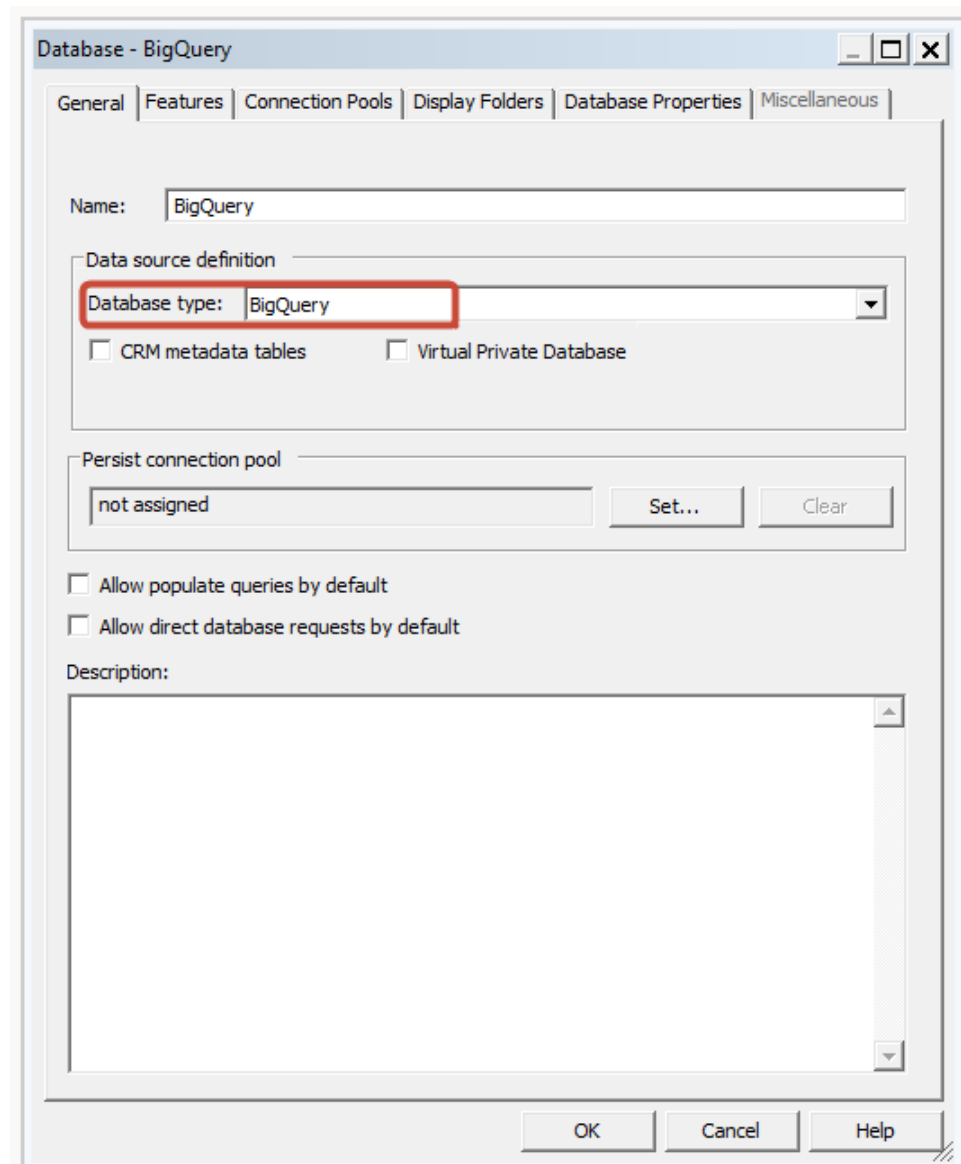 Database - BigQuery
General Features Connection Pools Display Folders Database Properties Miscellaneous
Name: BigQuery
Data source definition
Database type: BigQuery
CRM metadata tables Virtual Private Database
Persist connection pool
not assigned Set... Clear
Allow populate queries by default
Allow direct database requests by default
Description:
OK Cancel Help